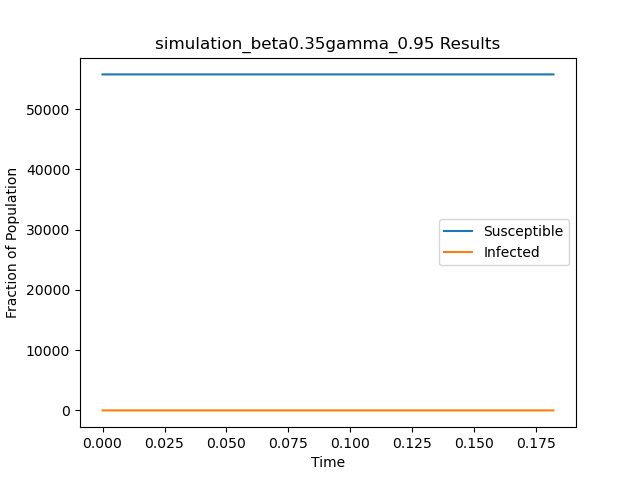 simulation_beta0.35gamma_0.95 Results
Fraction of Population
50000
40000
30000
20000
10000
0
Susceptible
Infected
0.000 0.025 0.050 0.075 0.100 0.125 0.150 0.175
Time